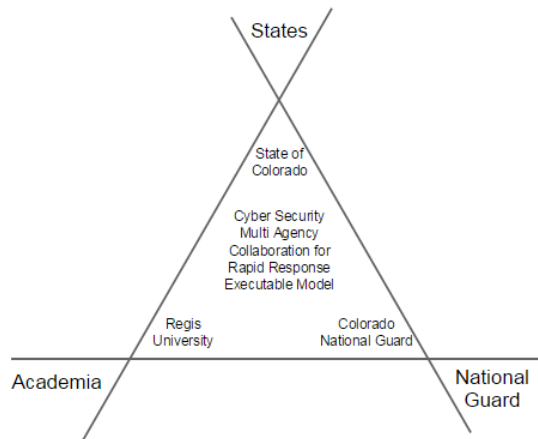 States
State of
Colorado
Cyber Security
Multi Agency
Collaboration for
Rapid Response
Executable Model
Regis
University
Colorado
National Guard
Academia
National
Guard